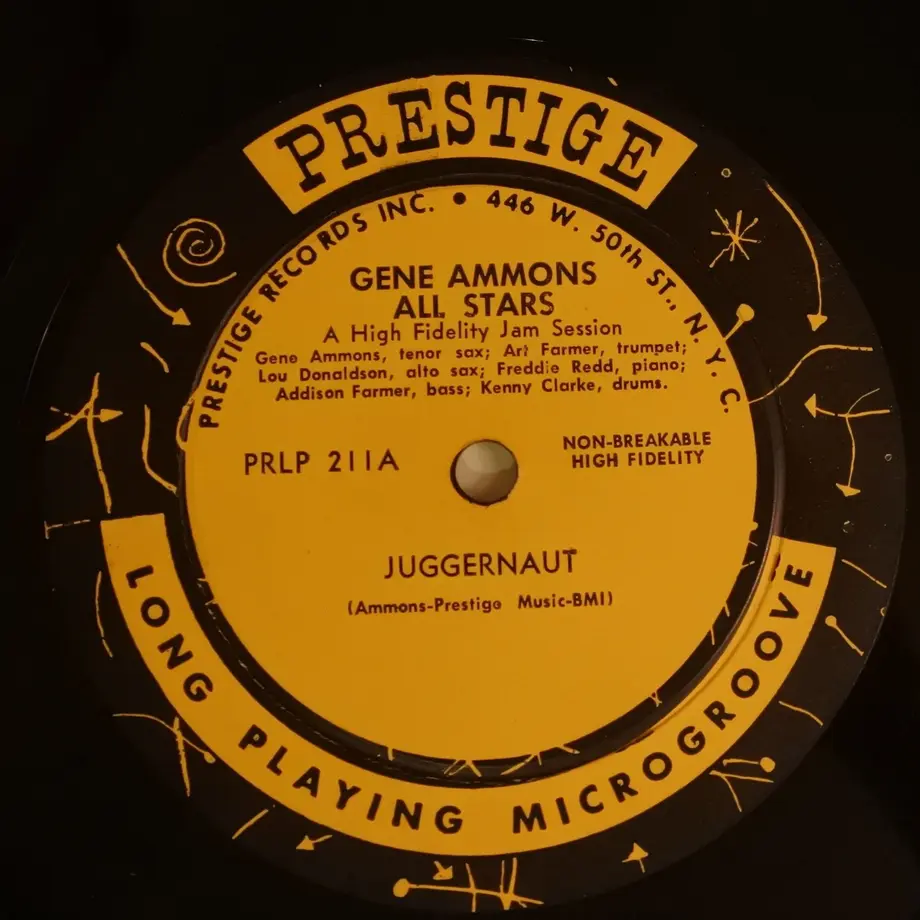 PRESTIGE
PRESTIGE RECORDS INC. • 446 W. 50th ST., N. Y. C.
GENE AMMONS
ALL STARS
A High Fidelity Jam Session
Gene Ammons, tenor sax; Art Farmer, trumpet;
Lou Donaldson, alto sax; Freddie Redd, piano;
Addison Farmer, bass; Kenny Clarke, drums.
PRLP 211A
NON-BREAKABLE
HIGH FIDELITY
JUGGERNAUT
(Ammons-Prestige Music-BMI)
LONG PLAYING MICROGROOVE